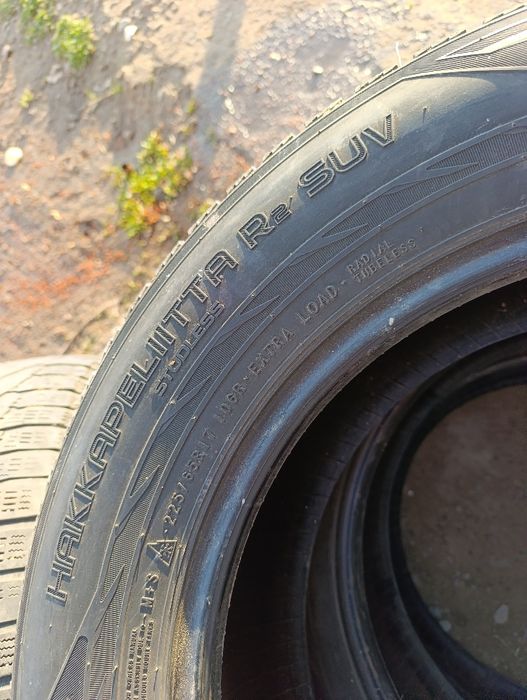 HAKKAPELIITTA R2 SUV
STUDLESS
M+S
225/65R17 106R - EXTRA LOAD -
RADIAL
TUBELESS